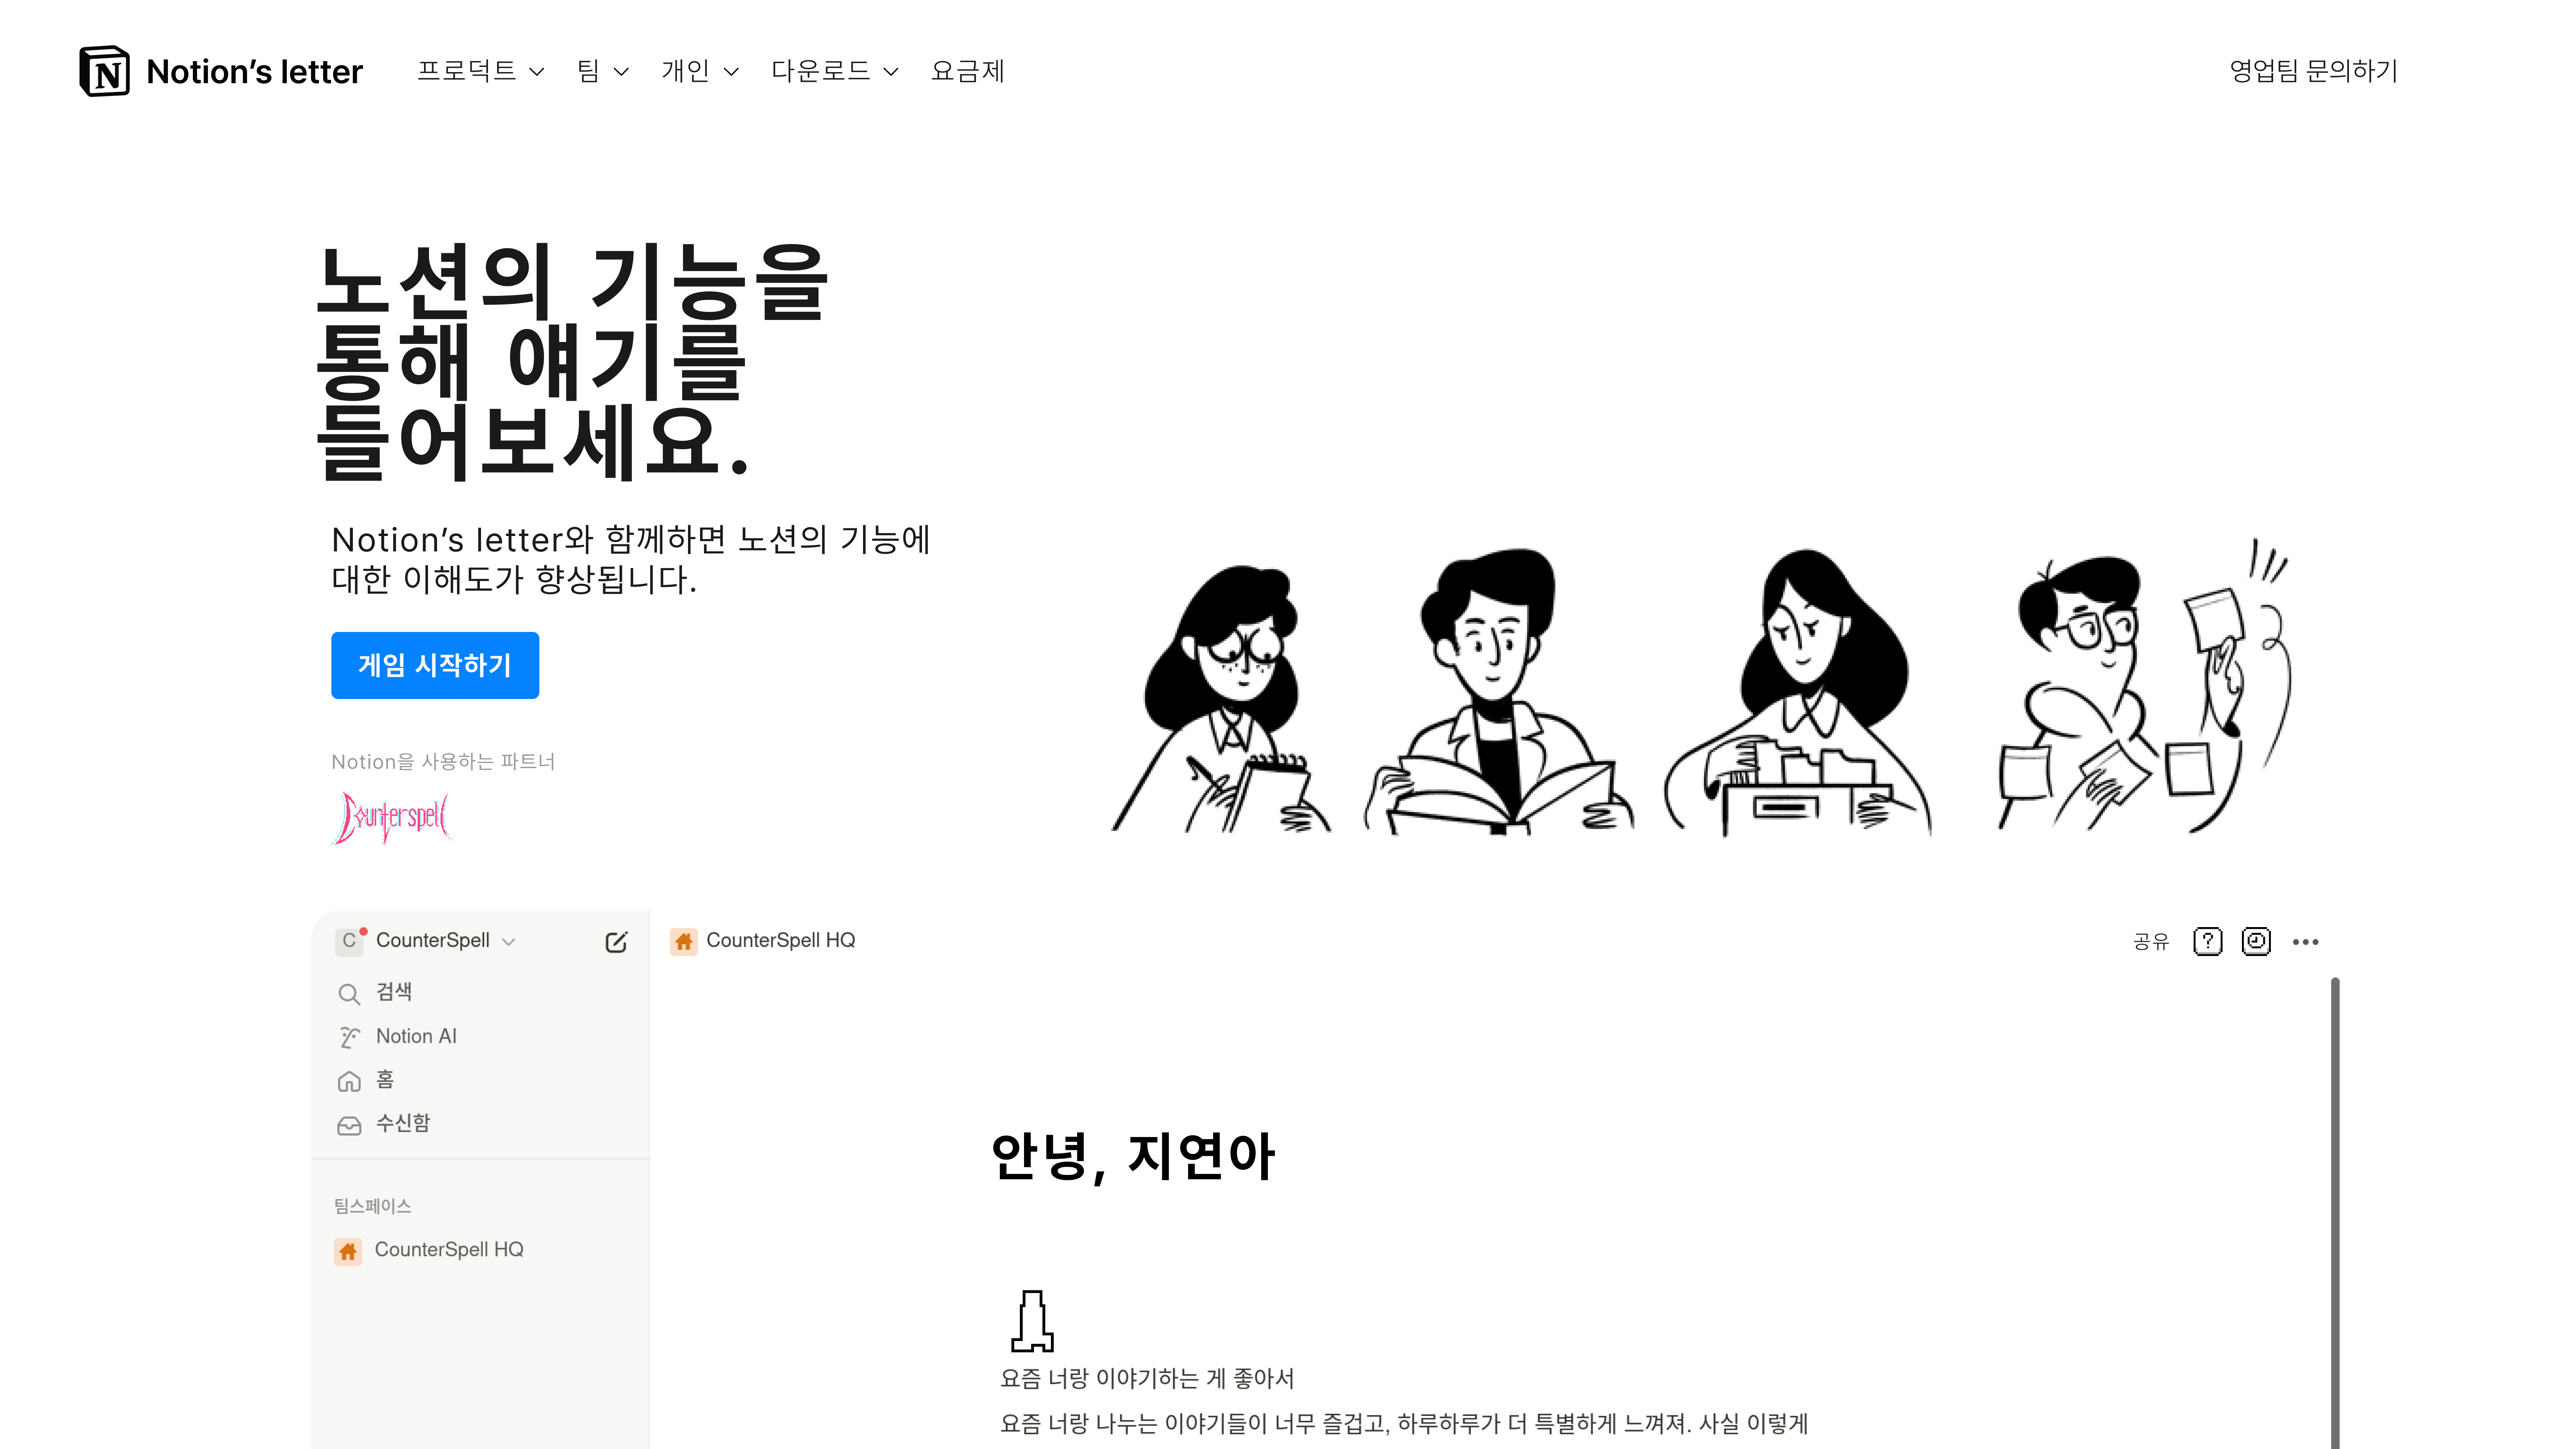 Notion's letter
프로덕트
팀
개인
다운로드
요금제
영업팀 문의하기
노션의 기능을
통해 얘기를
들어보세요.
Notion's letter와 함께하면 노션의 기능에
대한 이해도가 향상됩니다.
게임 시작하기
Notion을 사용하는 파트너
Counterspell
C CounterSpell
검색
Notion AI
홈
수신함
팀스페이스
CounterSpell HQ
CounterSpell HQ
공유
안녕, 지연아
요즘 너랑 이야기하는 게 좋아서
요즘 너랑 나누는 이야기들이 너무 즐겁고, 하루하루가 더 특별하게 느껴져. 사실 이렇게